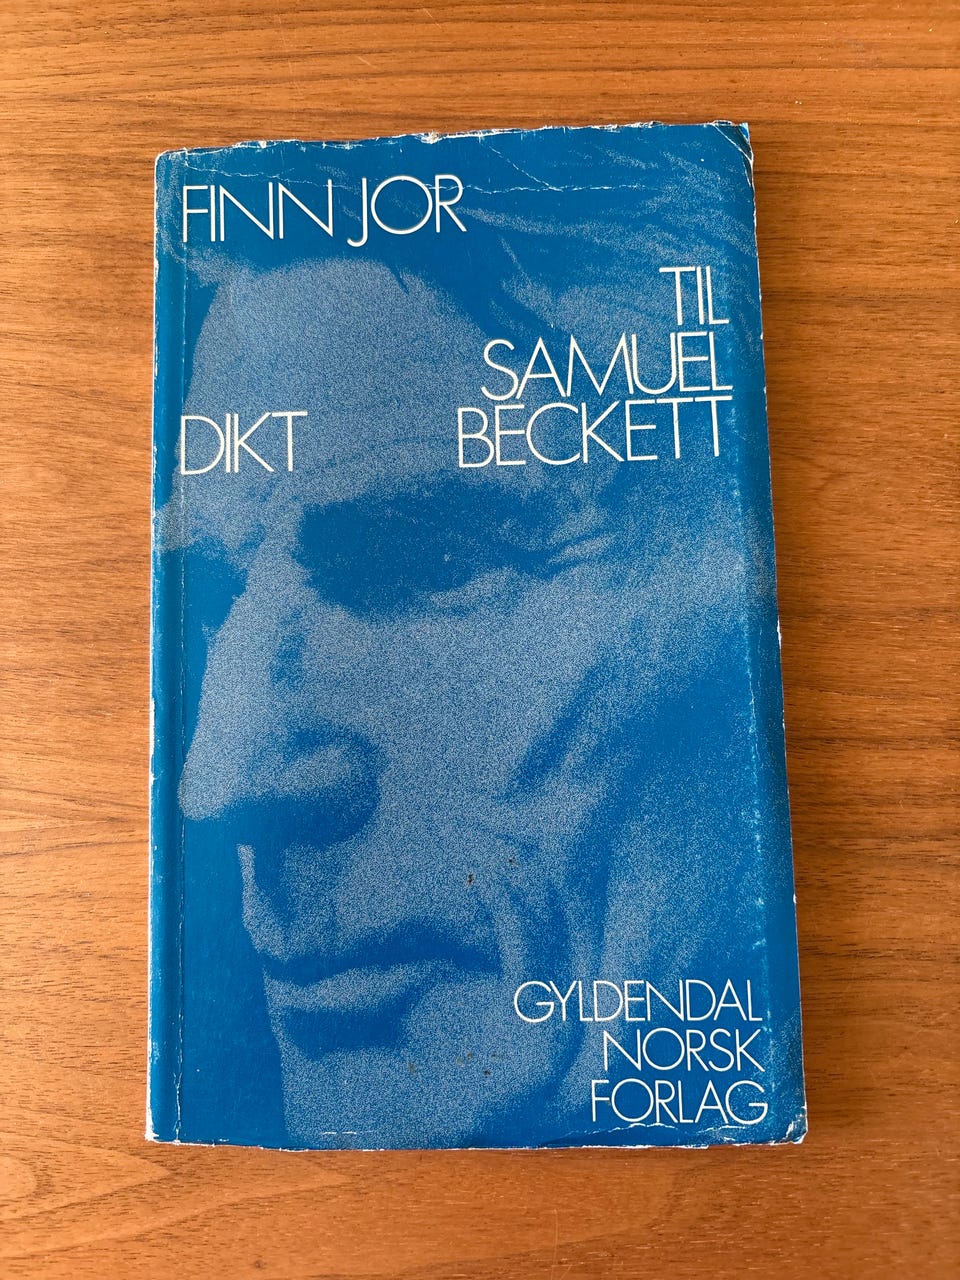 FINN JOR
TIL
SAMUEL
BECKETT
DIKT
GYLDENDAL
NORSK
FORLAG